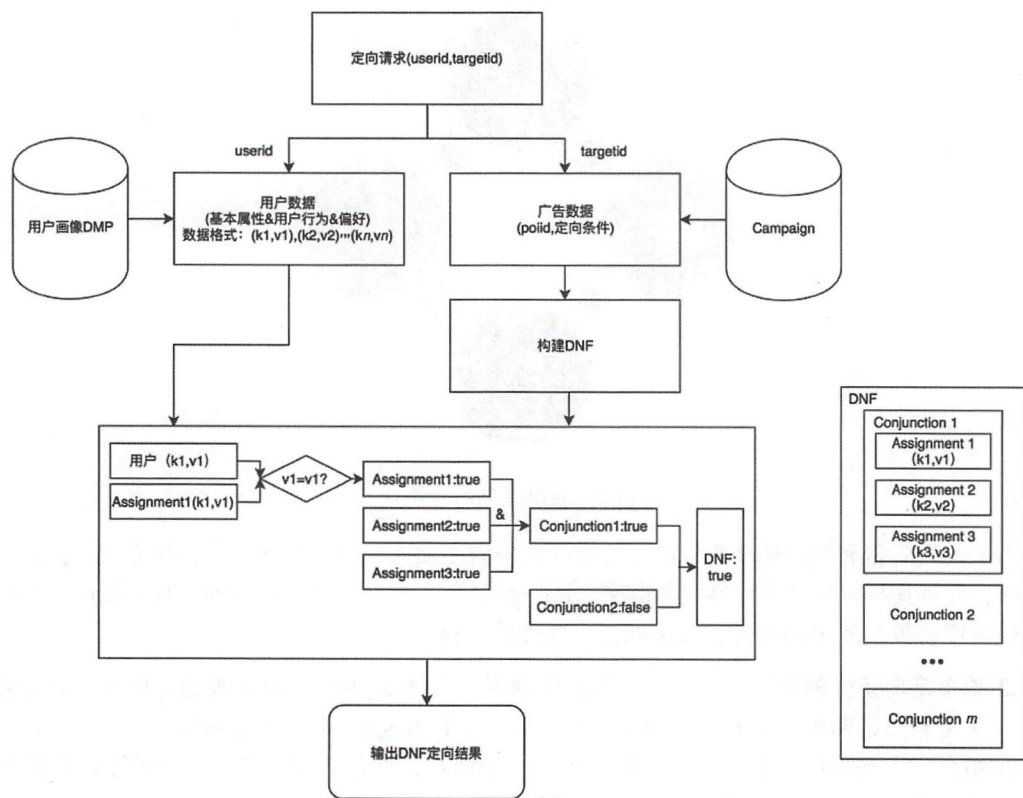 定向请求(userid,targetid)
userid
targetid
用户画像DMP
用户数据
(基本属性&用户行为&偏好)
数据格式：(k1,v1),(k2,v2)···(kn,vn)
广告数据
(poiid,定向条件)
Campaign
构建DNF
用户（k1,v1)
Assignment1(k1,v1)
v1=v1?
Assignment1:true
Assignment2:true
Assignment3:true
&
Conjunction1:true
Conjunction2:false
DNF:
true
输出DNF定向结果
DNF
Conjunction 1
Assignment 1
(k1,v1)
Assignment 2
(k2,v2)
Assignment 3
(k3,v3)
Conjunction 2
•••
Conjunction m